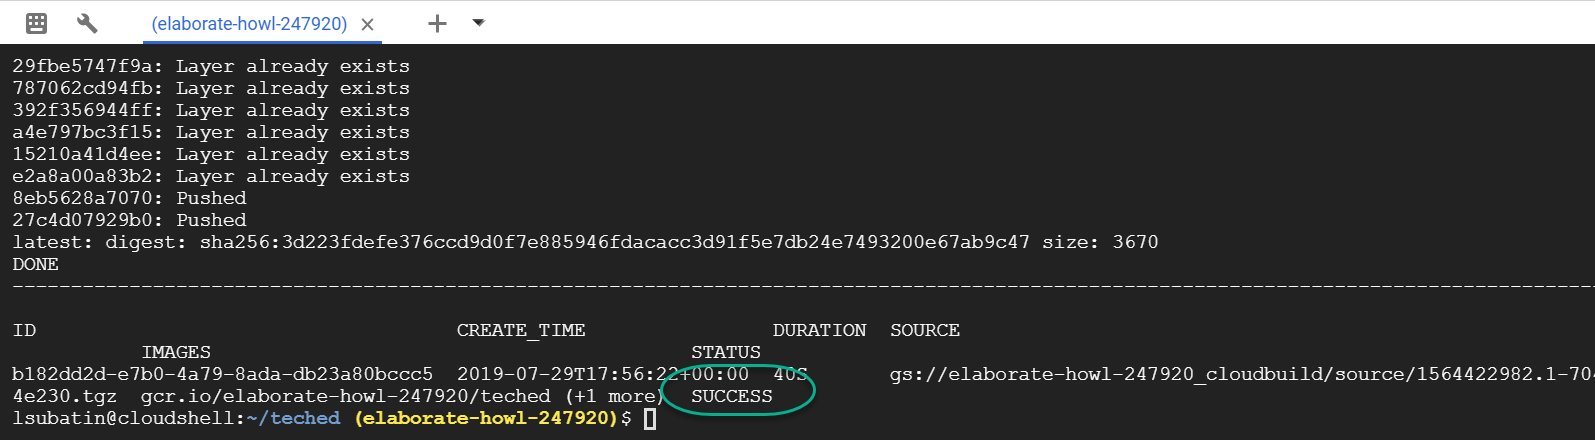 (elaborate-howl-247920)
29fbe5747f9a: Layer already exists
787062cd94fb: Layer already exists
392f356944ff: Layer already exists
a4e797bc3f15: Layer already exists
15210a41d4ee: Layer already exists
e2a8a00a83b2: Layer already exists
8eb5628a7070: Pushed
27c4d07929b0: Pushed
latest: digest: sha256:3d223fdefe376ccd9d0f7e885946fdacacc3d91f5e7db24e7493200e67ab9c47 size: 3670
DONE
ID CREATE_TIME DURATION SOURCE
IMAGES STATUS
b182dd2d-e7b0-4a79-8ada-db23a80bccc5 2019-07-29T17:56:22+00:00 40S gs://elaborate-howl-247920_cloudbuild/source/1564422982.1-704
4e230.tgz gcr.io/elaborate-howl-247920/teched (+1 more) SUCCESS
lsubatin@cloudshell:~/teched (elaborate-howl-247920)$